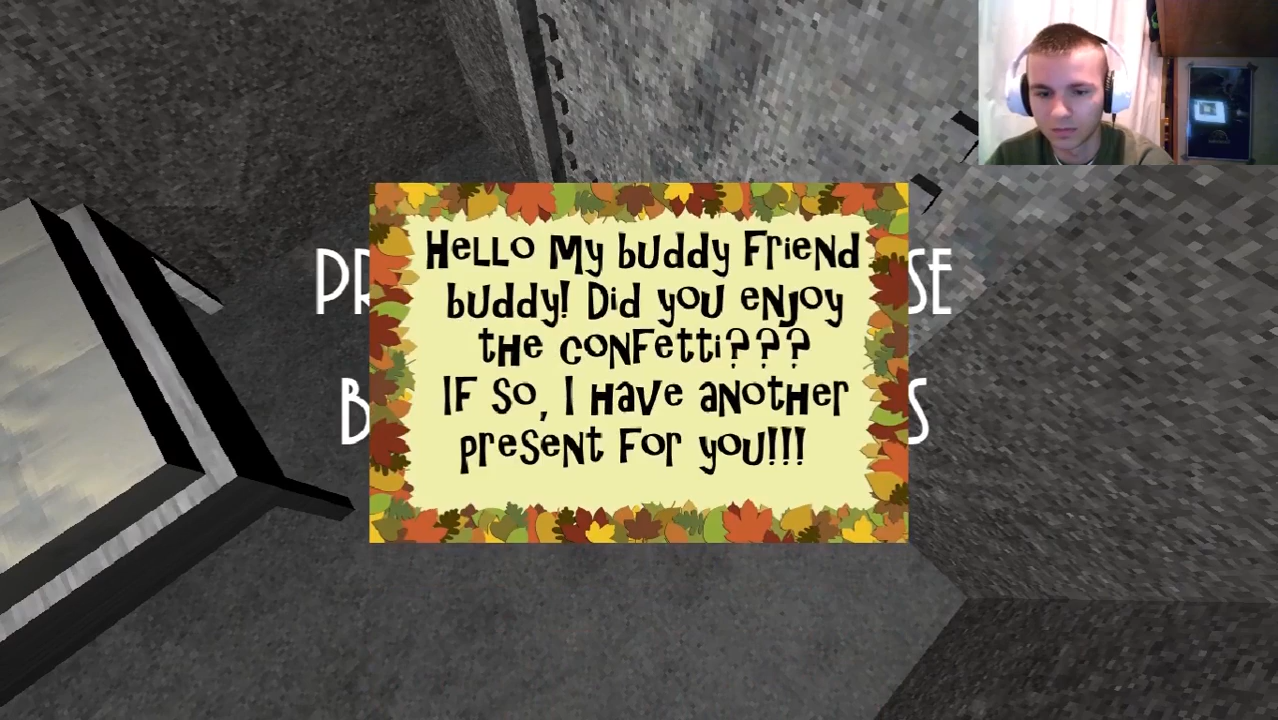 Hello My buddy Friend
buddy! Did you enjoy
the confetti???
IF So, I Have another
present For you!!!